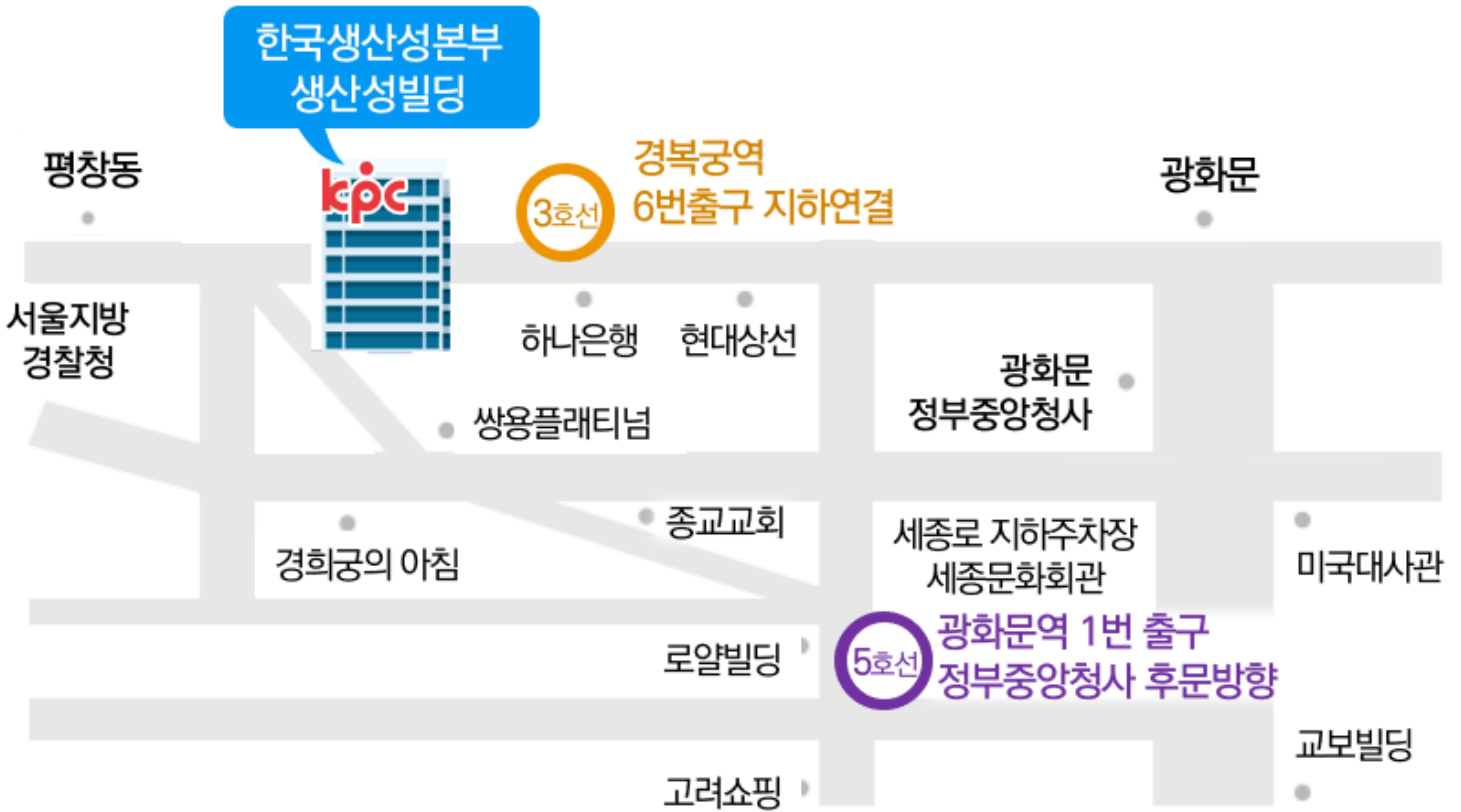 한국생산성본부
생산성빌딩
평창동
kpc
3호선
경복궁역
6번출구 지하연결
광화문
서울지방
경찰청
하나은행
현대상선
광화문
정부중앙청사
쌍용플래티넘
종교교회
경희궁의 아침
세종로 지하주차장
세종문화회관
미국대사관
로얄빌딩
5호선
광화문역 1번 출구
정부중앙청사 후문방향
교보빌딩
고려쇼핑